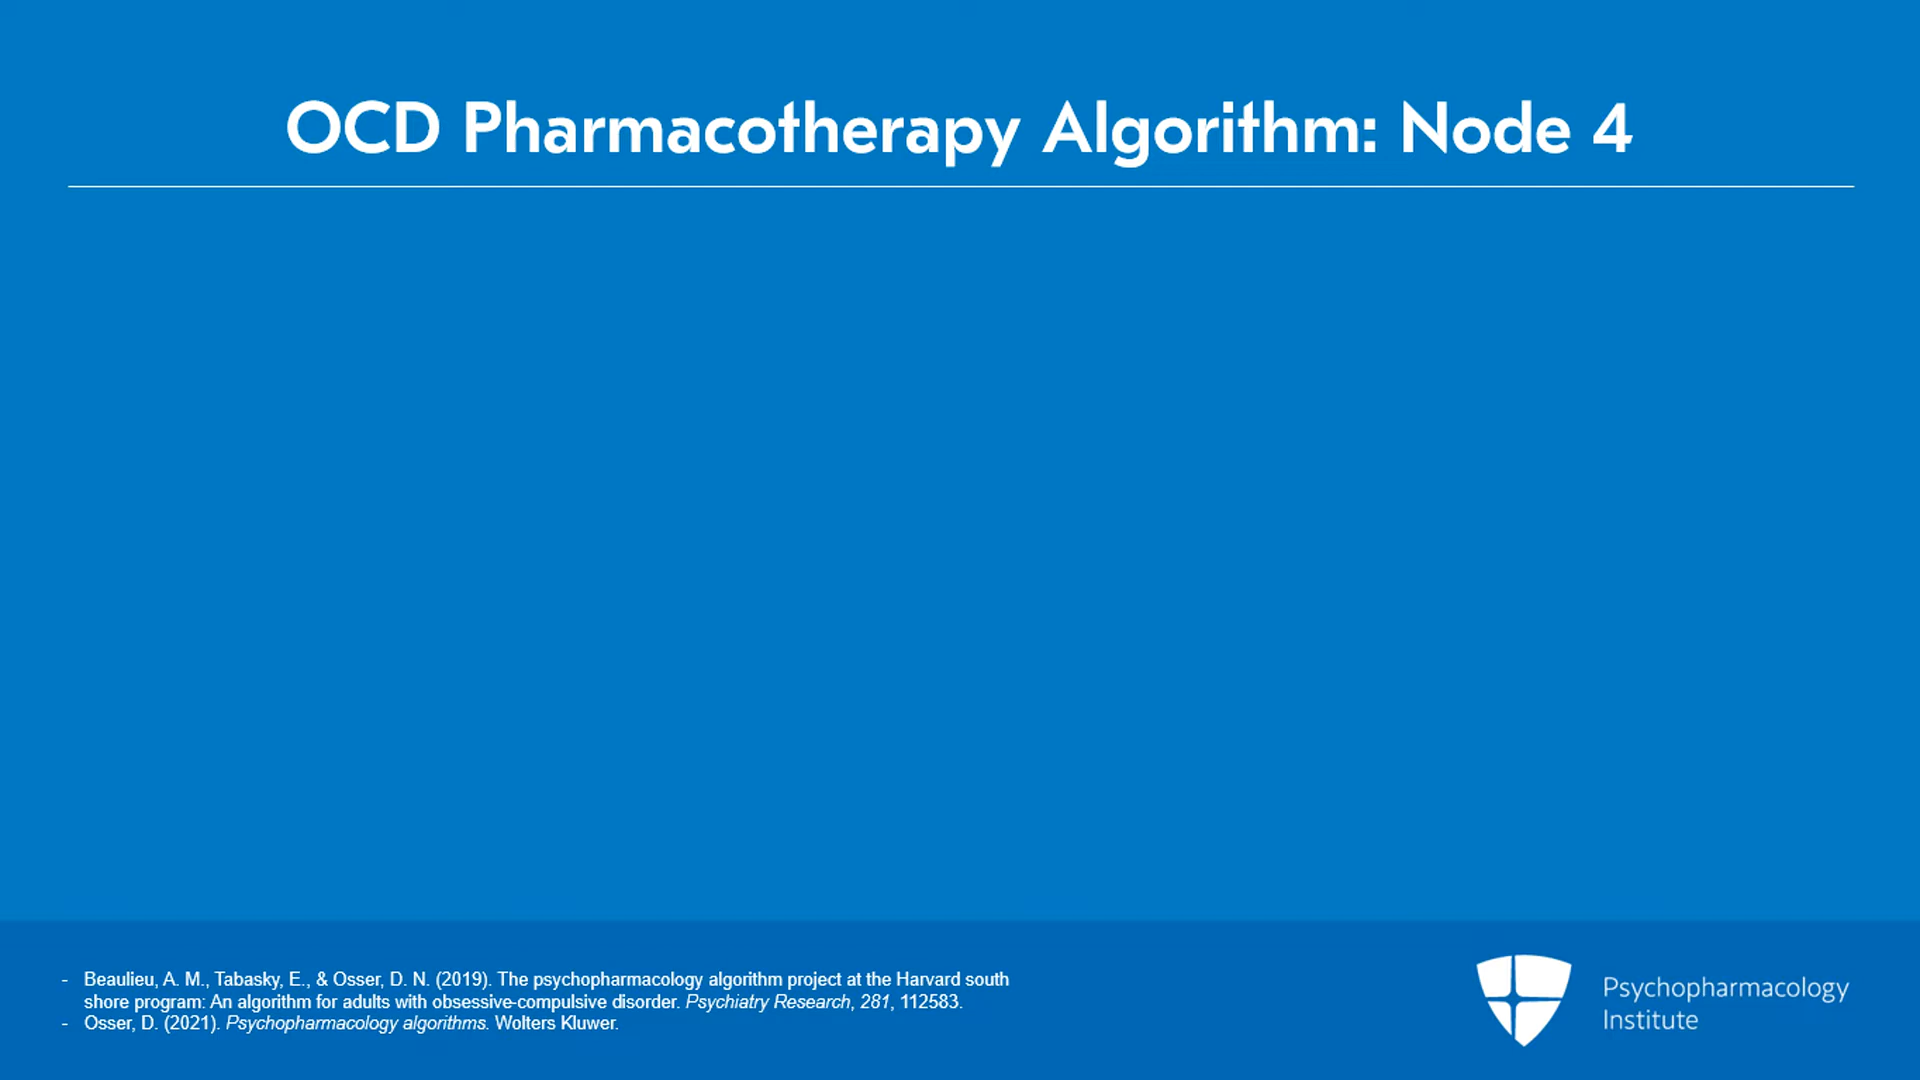 OCD Pharmacotherapy Algorithm: Node 4
- Beaulieu, A. M., Tabasky, E., & Osser, D. N. (2019). The psychopharmacology algorithm project at the Harvard south
shore program: An algorithm for adults with obsessive-compulsive disorder. Psychiatry Research, 281, 112583.
- Osser, D. (2021). Psychopharmacology algorithms. Wolters Kluwer.
Psychopharmacology
Institute